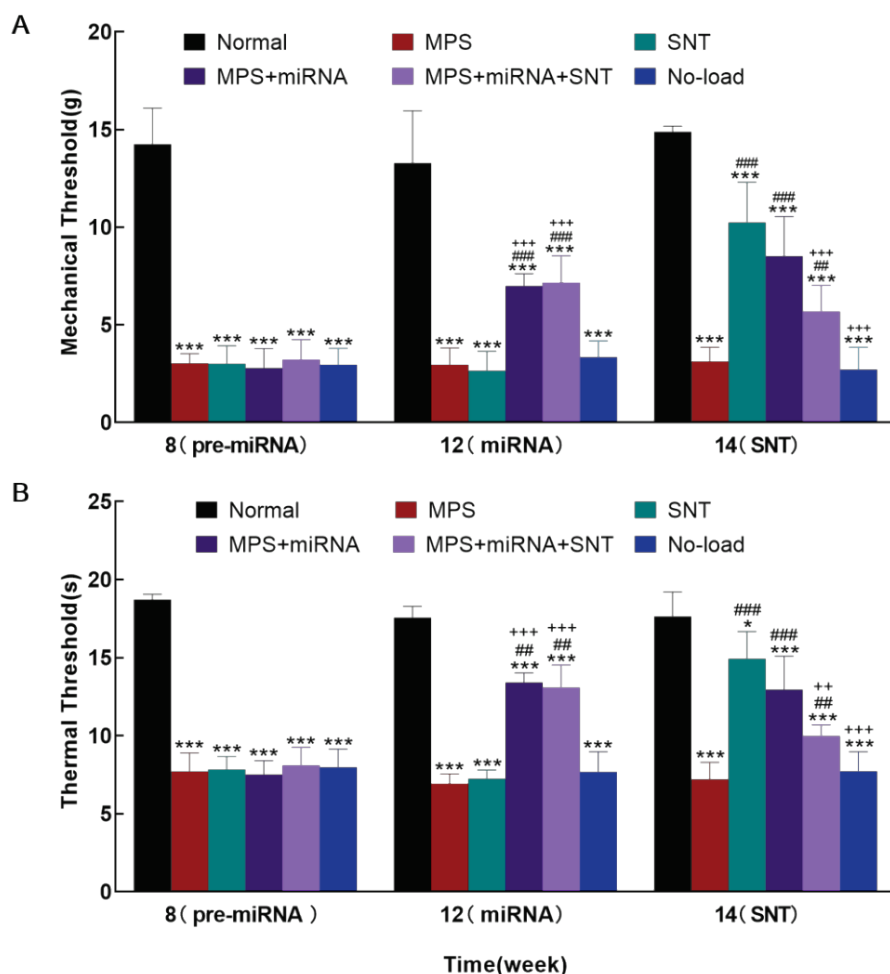 A
20
15
10
5
0
Mechanical Threshold(g)
Normal MPS SNT
MPS+miRNA MPS+miRNA+SNT No-load
*** *** *** *** ***
*** *** +++ ### *** +++ ### *** ***
*** ### *** ### *** +++ ## *** +++ ***
8( pre-miRNA) 12( miRNA) 14( SNT)
B
25
20
15
10
5
0
Thermal Threshold(s)
Normal MPS SNT
MPS+miRNA MPS+miRNA+SNT No-load
*** *** *** *** ***
*** *** +++ ## *** +++ ## *** ***
*** ### * ### *** ++ ## *** +++ ***
8( pre-miRNA ) 12( miRNA) 14( SNT)
Time(week)